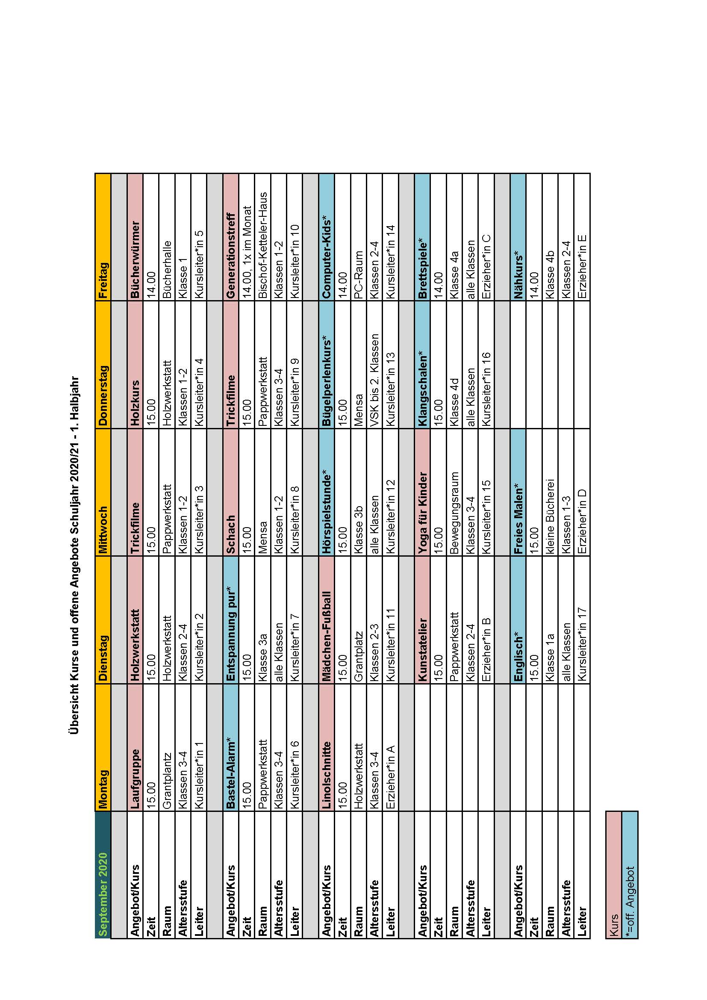 Übersicht Kurse und offene Angebote Schuljahr 2020/21 - 1. Halbjahr
September 2020 Montag Dienstag Mittwoch Donnerstag Freitag
Angebot/Kurs Laufgruppe Holzwerkstatt Trickfilme Holzkurs Bücherwürmer
Zeit 15.00 15.00 15.00 15.00 14.00
Raum Grantplantz Holzwerkstatt Pappwerkstatt Holzwerkstatt Bücherhalle
Altersstufe Klassen 3-4 Klassen 2-4 Klassen 1-2 Klassen 1-2 Klasse 1
Leiter Kursleiter*in 1 Kursleiter*in 2 Kursleiter*in 3 Kursleiter*in 4 Kursleiter*in 5
Angebot/Kurs Bastel-Alarm* Entspannung pur* Schach Trickfilme Generationstreff
Zeit 15.00 15.00 15.00 15.00 14.00, 1x im Monat
Raum Pappwerkstatt Klasse 3a Mensa Pappwerkstatt Bischof-Ketteler-Haus
Altersstufe Klassen 3-4 alle Klassen Klassen 1-2 Klassen 3-4 Klassen 1-2
Leiter Kursleiter*in 6 Kursleiter*in 7 Kursleiter*in 8 Kursleiter*in 9 Kursleiter*in 10
Angebot/Kurs Linolschnitte Mädchen-Fußball Hörspielstunde* Bügelperlenkurs* Computer-Kids*
Zeit 15.00 15.00 15.00 15.00 14.00
Raum Holzwerkstatt Grantplatz Klasse 3b Mensa PC-Raum
Altersstufe Klassen 3-4 Klassen 2-3 alle Klassen VSK bis 2. Klassen Klassen 2-4
Leiter Erzieher*in A Kursleiter*in 11 Kursleiter*in 12 Kursleiter*in 13 Kursleiter*in 14
Angebot/Kurs Kunstatelier Yoga für Kinder Klangschalen* Brettspiele*
Zeit 15.00 15.00 15.00 14.00
Raum Pappwerkstatt Bewegungsraum Klasse 4d Klasse 4a
Altersstufe Klassen 2-4 Klassen 3-4 alle Klassen alle Klassen
Leiter Erzieher*in B Kursleiter*in 15 Kursleiter*in 16 Erzieher*in C
Angebot/Kurs Englisch* Freies Malen* Nähkurs*
Zeit 15.00 15.00 14.00
Raum Klasse 1a kleine Bücherei Klasse 4b
Altersstufe alle Klassen Klassen 1-3 Klassen 2-4
Leiter Kursleiter*in 17 Erzieher*in D Erzieher*in E
Kurs
*=off. Angebot